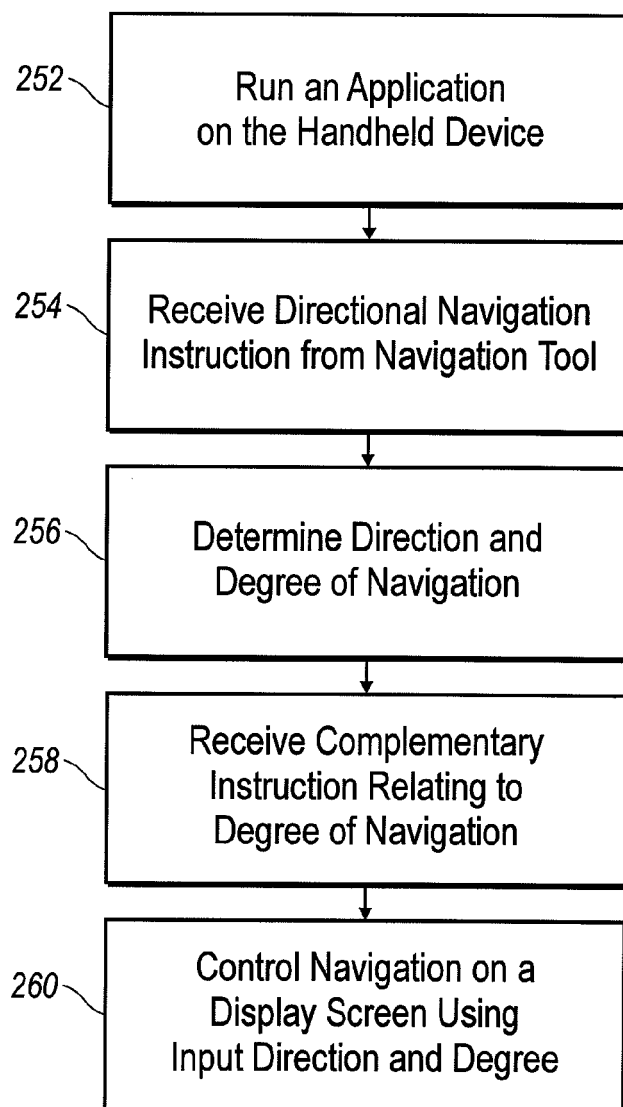 252
Run an Application
on the Handheld Device
254
Receive Directional Navigation
Instruction from Navigation Tool
256
Determine Direction and
Degree of Navigation
258
Receive Complementary
Instruction Relating to
Degree of Navigation
260
Control Navigation on a
Display Screen Using
Input Direction and Degree